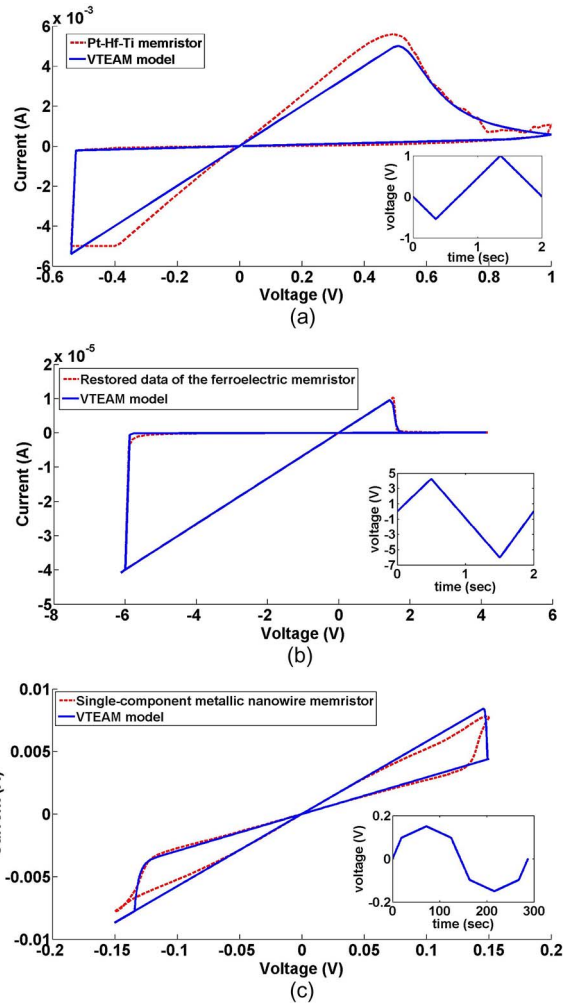 6 x 10⁻³
Pt-Hf-Ti memristor
VTEAM model
4
2
0
-2
-4
-6
Current (A)
-0.6 -0.4 -0.2 0 0.2 0.4 0.6 0.8 1
Voltage (V)
1
0
-1
voltage (V)
0 1 2
time (sec)
(a)
2 x 10⁻⁵
Restored data of the ferroelectric memristor
VTEAM model
1
0
-1
-2
-3
-4
-5
Current (A)
-6 -4 -2 0 2 4 6
Voltage (V)
5
3
1
-1
-3
-5
-7
voltage (V)
0 1 2
time (sec)
(b)
0.01
Single-component metallic nanowire memristor
VTEAM model
0.005
0
-0.005
-0.01
-0.2 -0.15 -0.1 -0.05 0 0.05 0.1 0.15 0.2
Voltage (V)
0.2
0
-0.2
voltage (V)
0 100 200 300
time (sec)
(c)